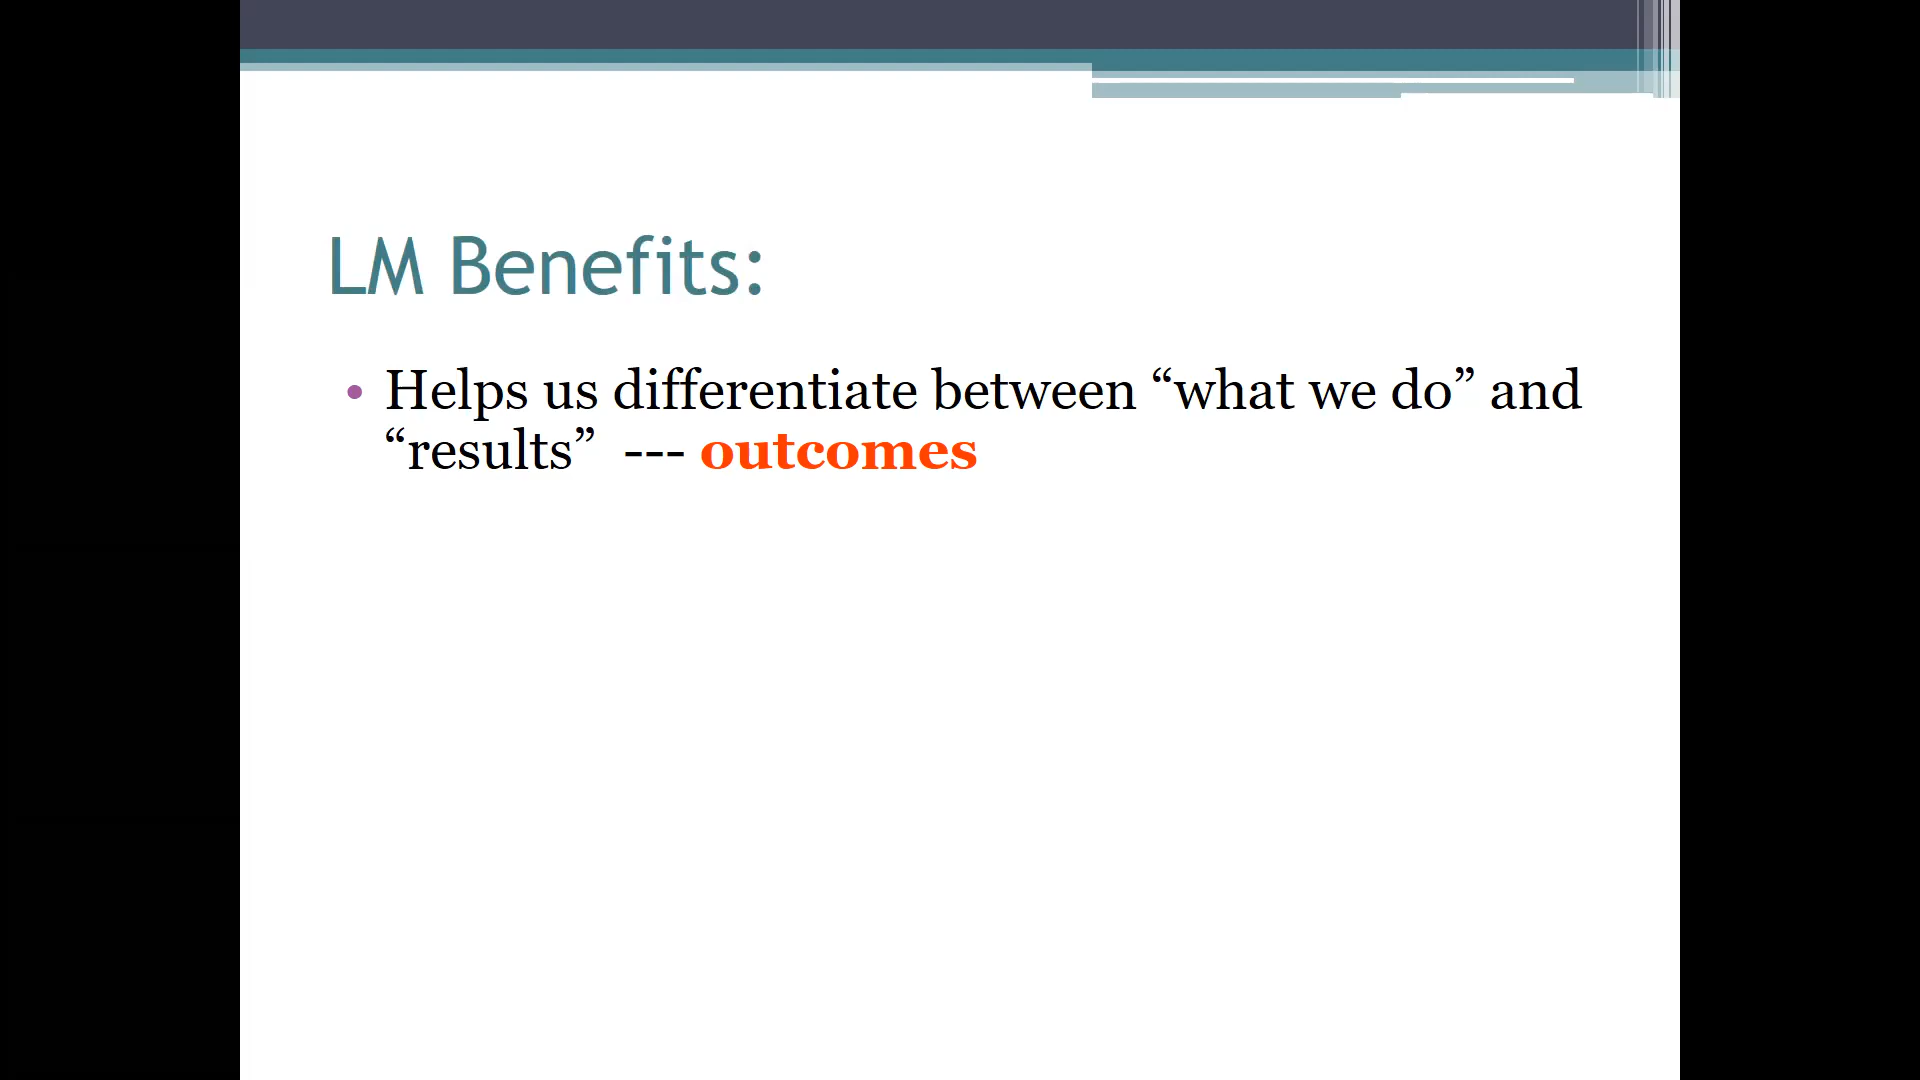 LM Benefits:
• Helps us differentiate between “what we do” and
“results”  --- outcomes